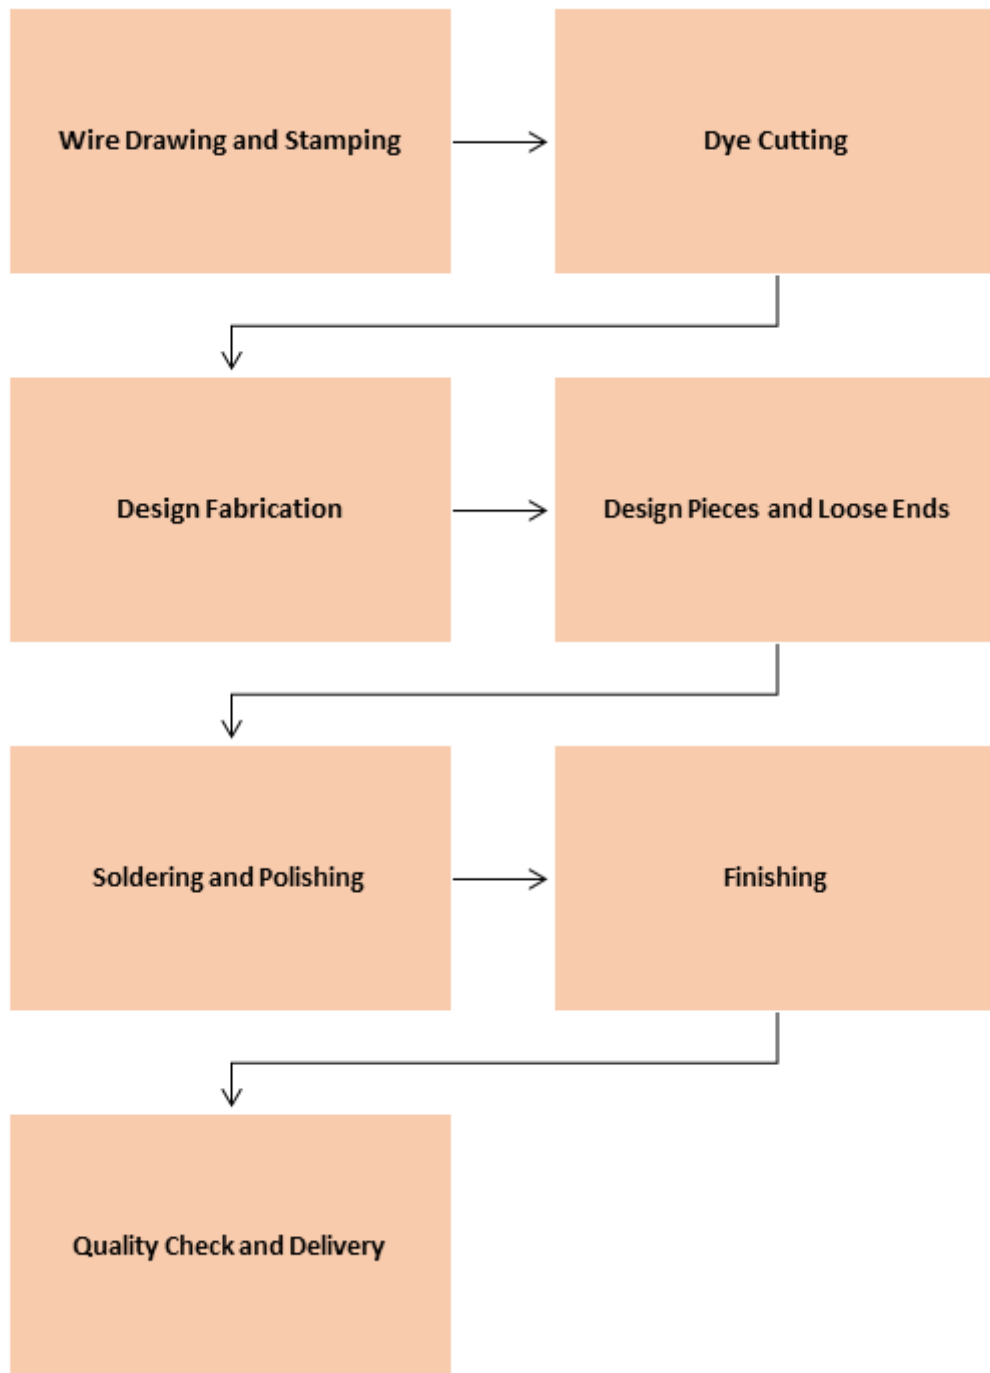 Wire Drawing and Stamping
Dye Cutting
Design Fabrication
Design Pieces and Loose Ends
Soldering and Polishing
Finishing
Quality Check and Delivery